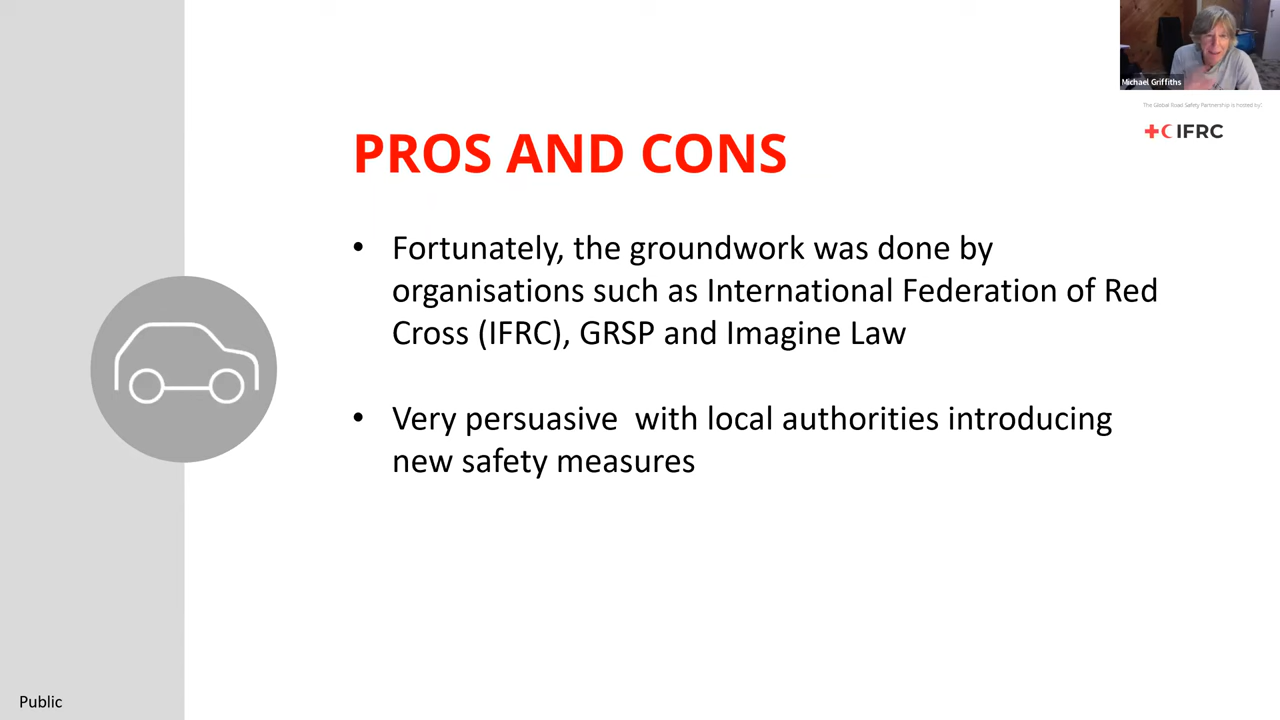 Michael Griffiths
The Global Road Safety Partnership is hosted by:
IFRC
PROS AND CONS
• Fortunately, the groundwork was done by
organisations such as International Federation of Red
Cross (IFRC), GRSP and Imagine Law
• Very persuasive  with local authorities introducing
new safety measures
Public